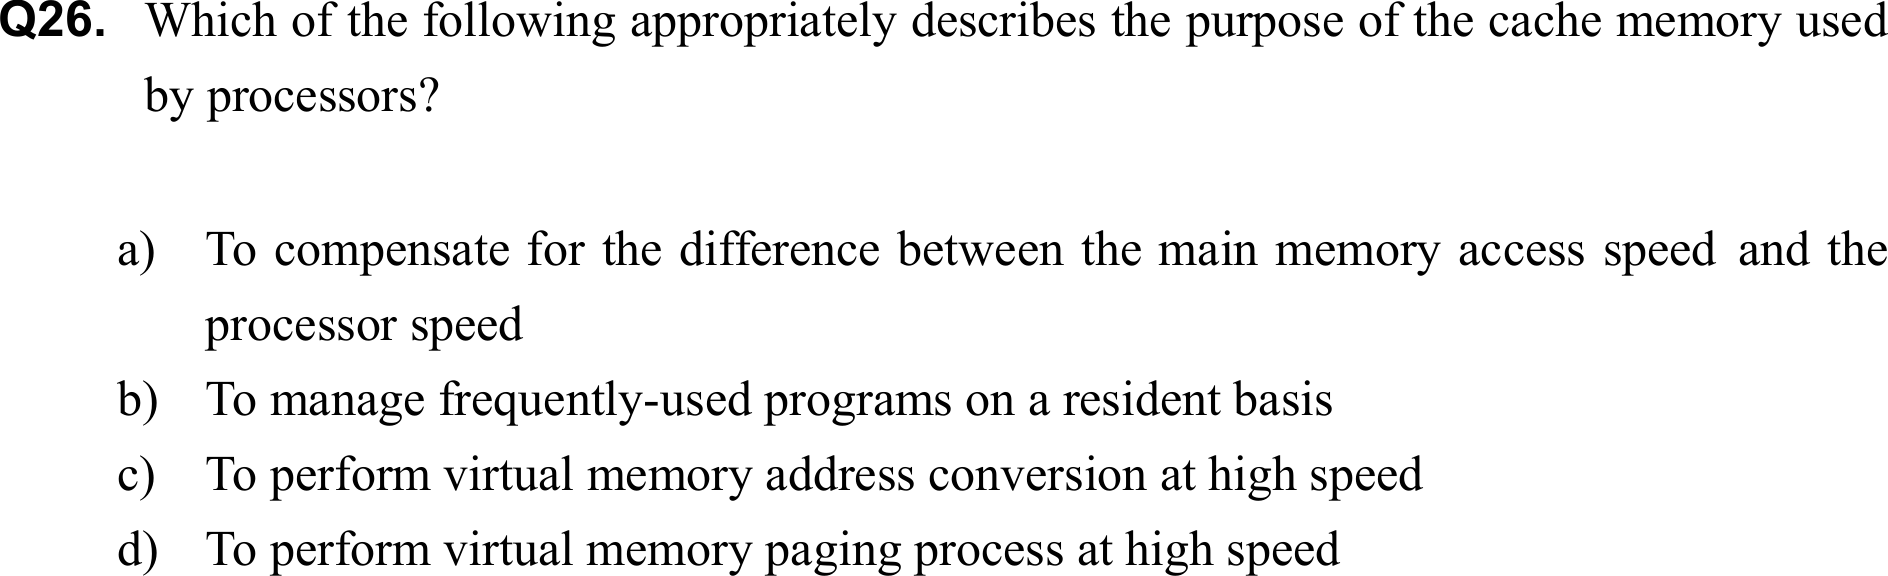 Q26. Which of the following appropriately describes the purpose of the cache memory used
by processors?
a) To compensate for the difference between the main memory access speed and the
processor speed
b) To manage frequently-used programs on a resident basis
c) To perform virtual memory address conversion at high speed
d) To perform virtual memory paging process at high speed